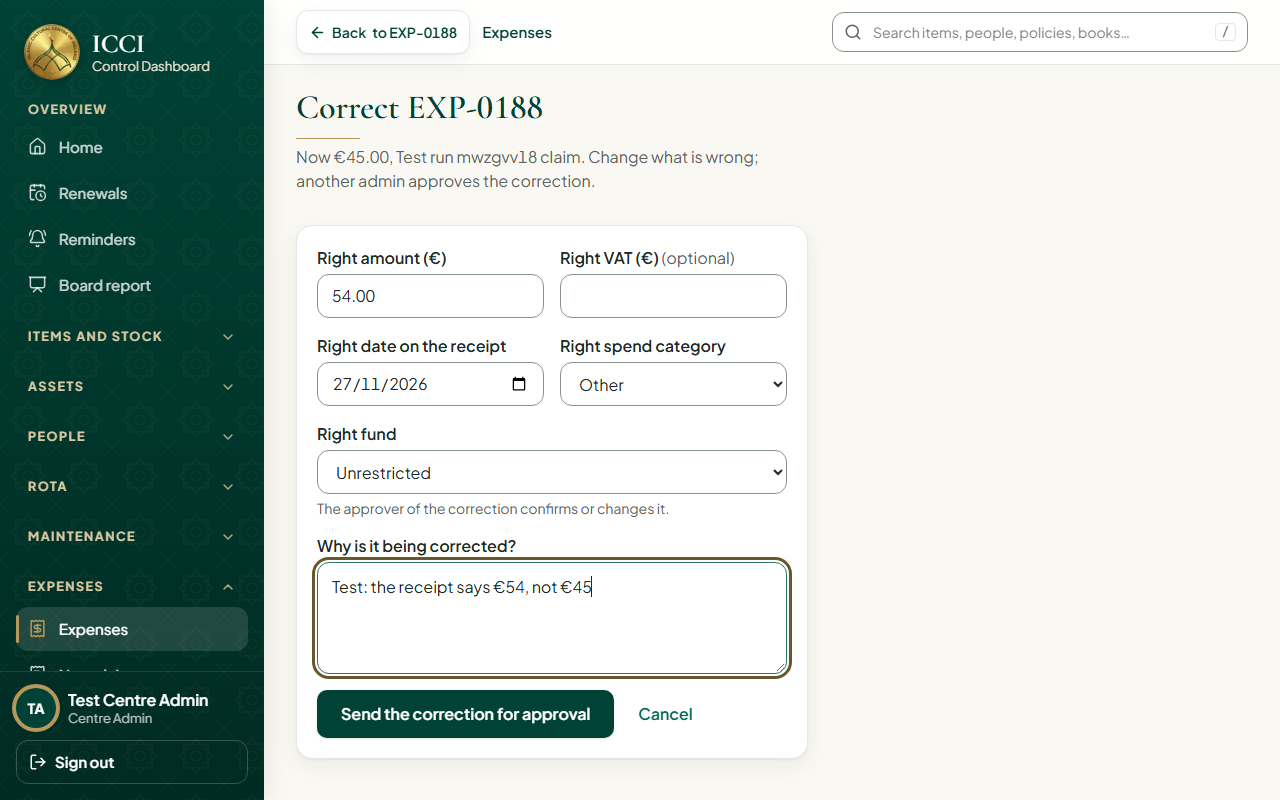 ICCI
Control Dashboard
OVERVIEW
Home
Renewals
Reminders
Board report
ITEMS AND STOCK
ASSETS
PEOPLE
ROTA
MAINTENANCE
EXPENSES
Expenses
TA
Test Centre Admin
Centre Admin
Sign out
Back to EXP-0188
Expenses
Search items, people, policies, books…
/
Correct EXP-0188
Now €45.00, Test run mwzgvv18 claim. Change what is wrong;
another admin approves the correction.
Right amount (€)
Right VAT (€) (optional)
54.00
Right date on the receipt
Right spend category
27/11/2026
Other
Right fund
Unrestricted
The approver of the correction confirms or changes it.
Why is it being corrected?
Test: the receipt says €54, not €45
Send the correction for approval
Cancel